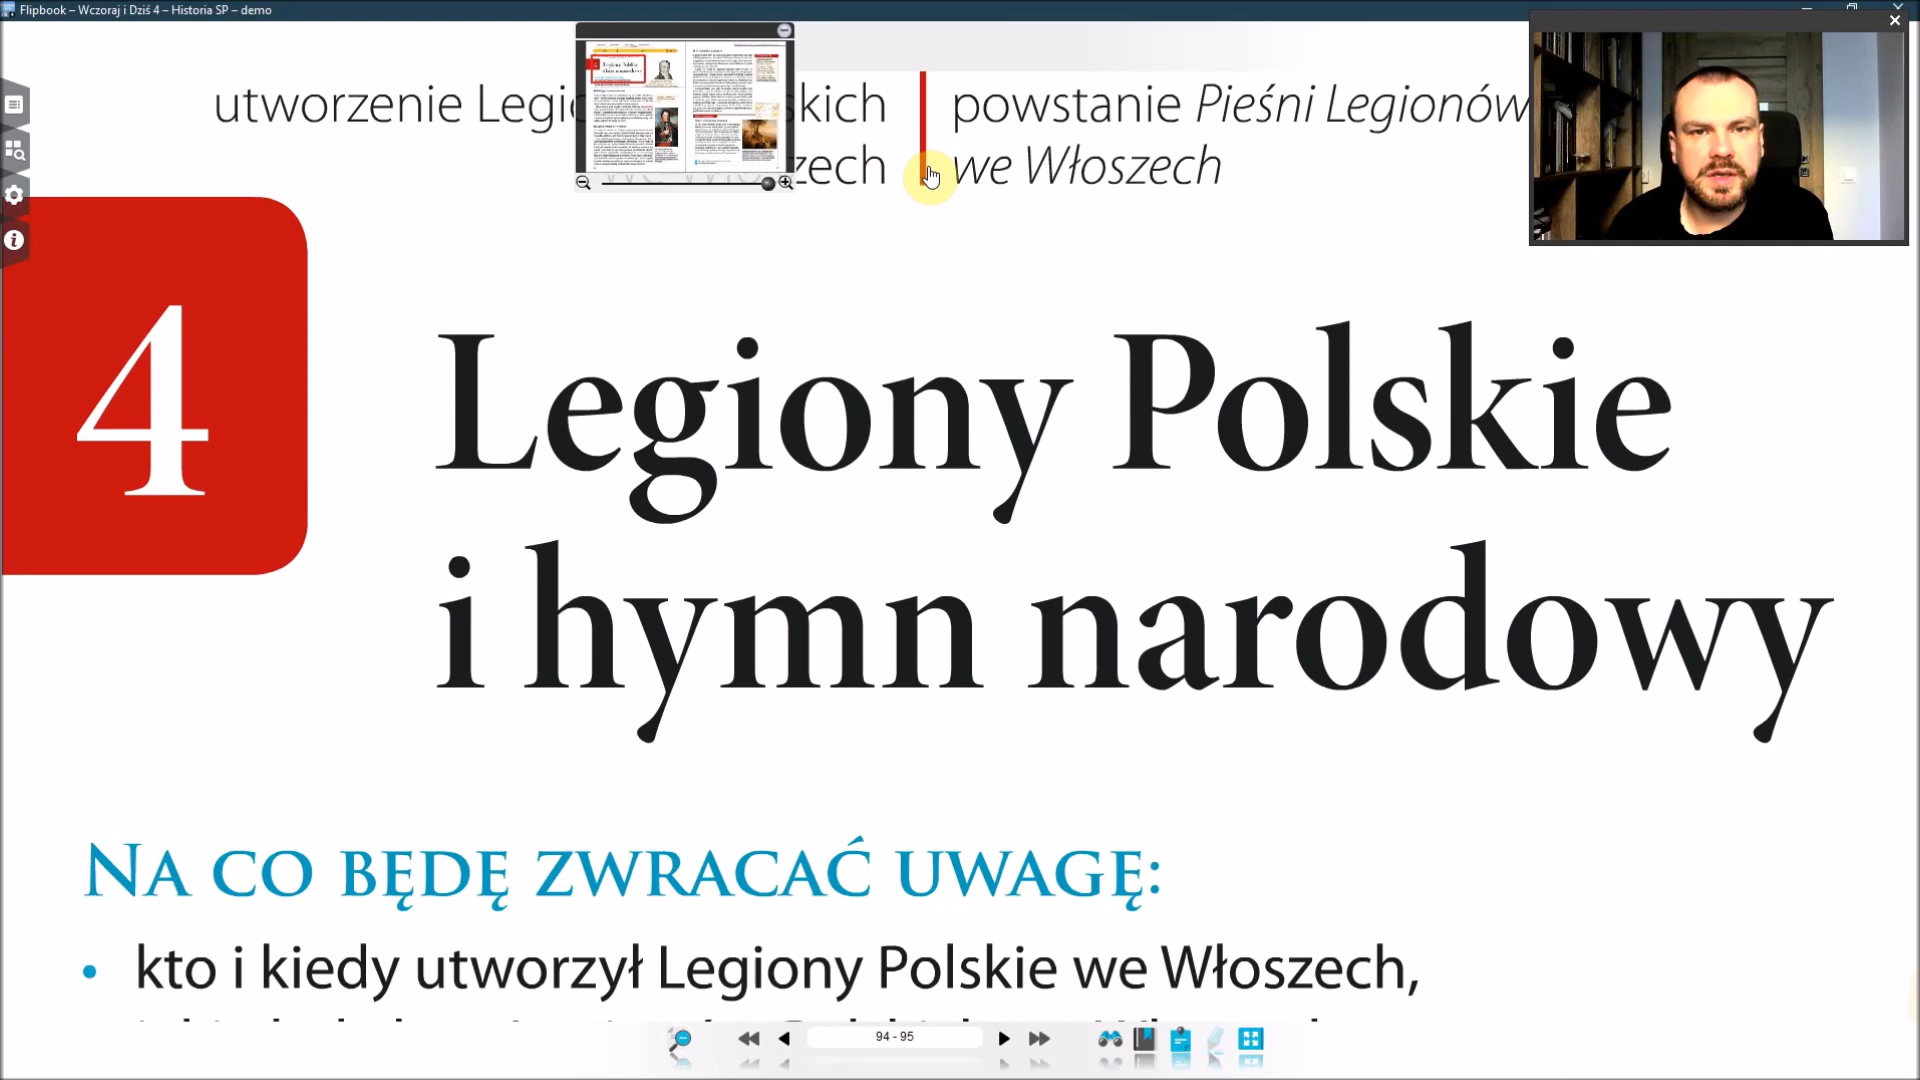 Flipbook – Wczoraj i Dziś 4 – Historia SP – demo
utworzenie Legi skich
zech
powstanie Pieśni Legionów
we Włoszech
4
Legiony Polskie
i hymn narodowy
NA CO BĘDĘ ZWRACAĆ UWAGĘ:
• kto i kiedy utworzył Legiony Polskie we Włoszech,
94 - 95